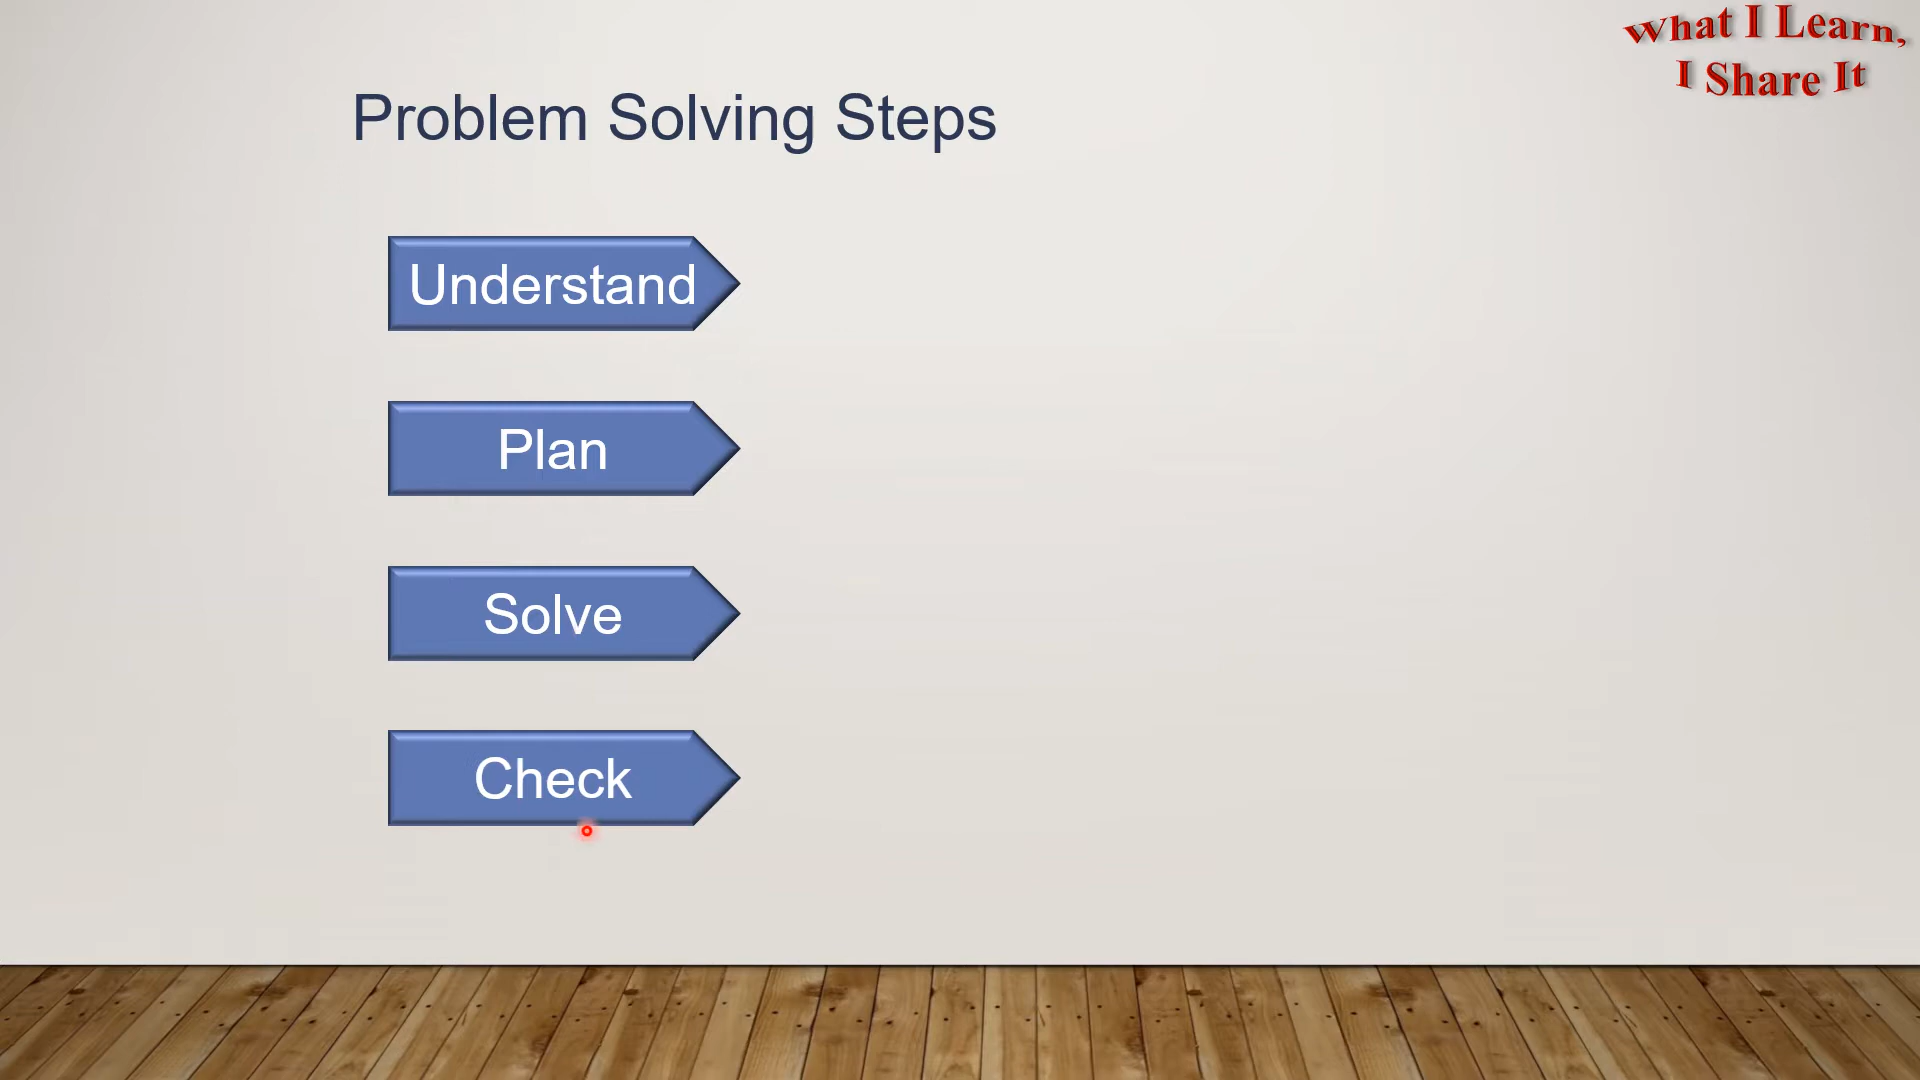 What I Learn,
I Share It
Problem Solving Steps
Understand
Plan
Solve
Check